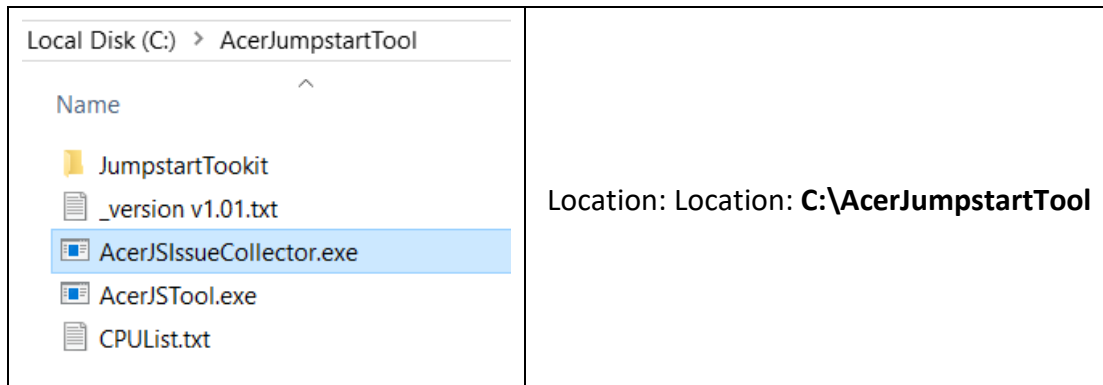 Local Disk (C:) > AcerJumpstartTool
Name
JumpstartTookit
_version v1.01.txt
AcerJSIssueCollector.exe
AcerJSTool.exe
CPUList.txt
Location: Location: C:\AcerJumpstartTool